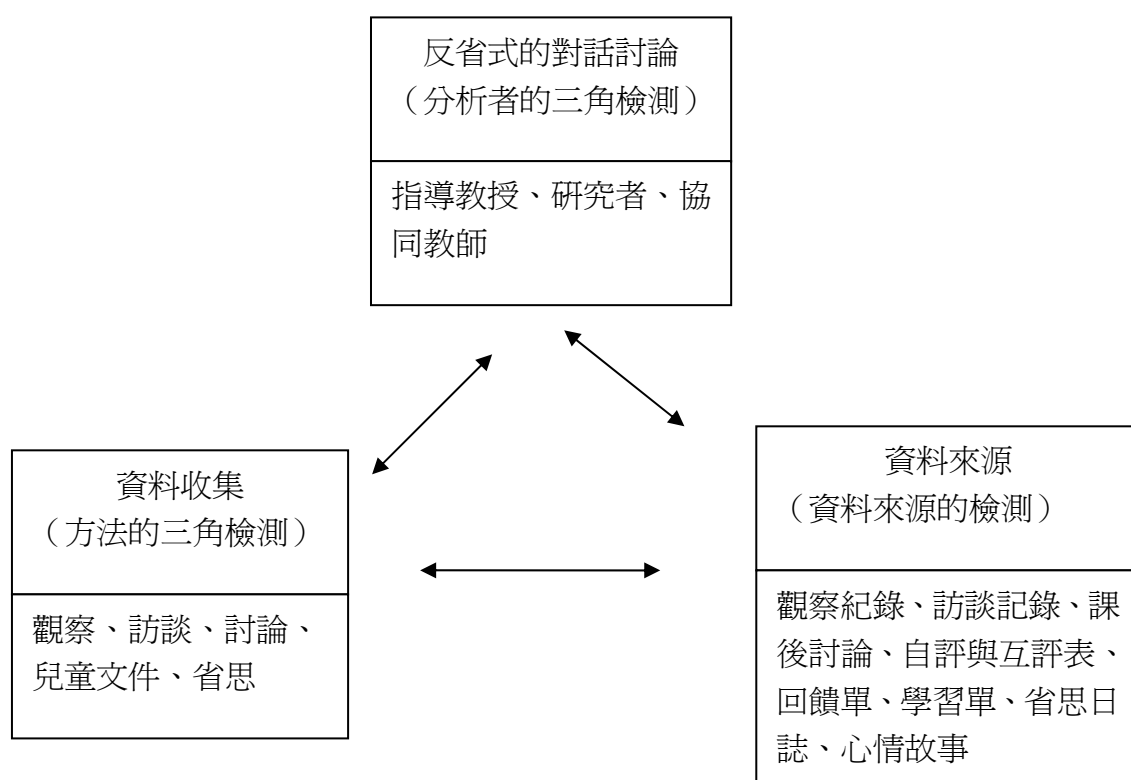 反省式的對話討論
（分析者的三角檢測）
指導教授、研究者、協
同教師
資料收集
（方法的三角檢測）
觀察、訪談、討論、
兒童文件、省思
資料來源
（資料來源的檢測）
觀察紀錄、訪談記錄、課
後討論、自評與互評表、
回饋單、學習單、省思日
誌、心情故事